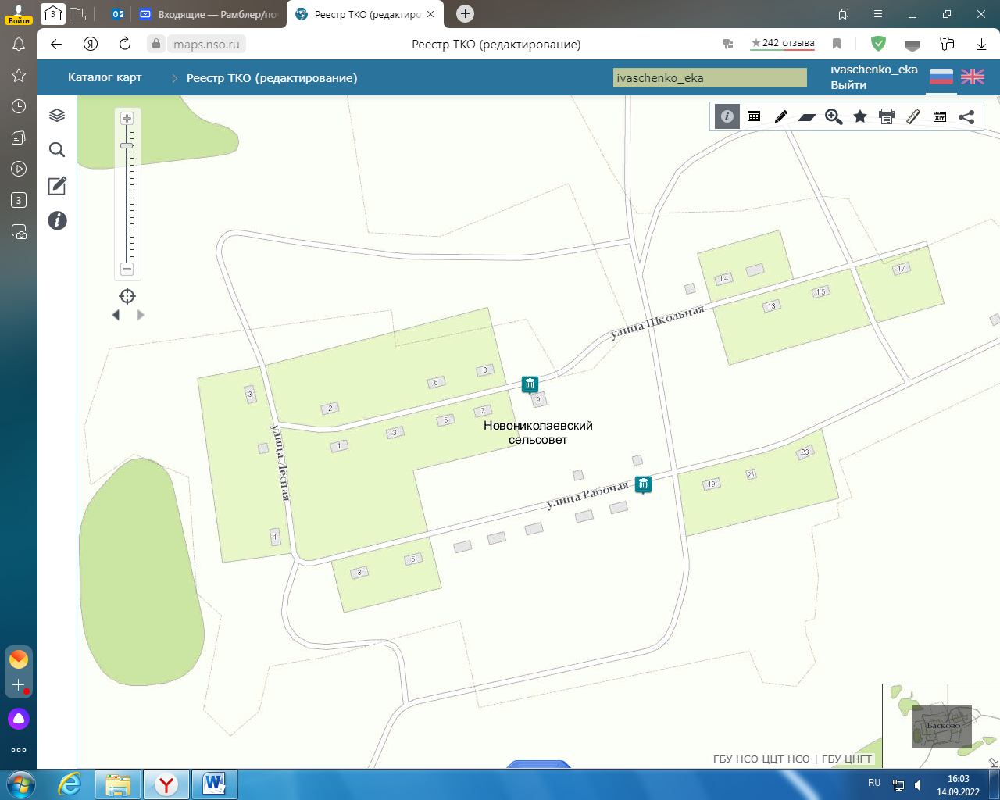 Войти
3
Входящие — Рамблер/по
Реестр ТКО (редактиро
maps.nso.ru
Реестр ТКО (редактирование)
242 отзыва
Каталог карт
Реестр ТКО (редактирование)
ivaschenko_eka
ivaschenko_eka
Выйти
3
17
14
15
13
улица Школьная
8
6
3
2
9
7
5
3
1
Новониколаевский
сельсовет
улица Лесная
23
21
19
улица Рабочая
1
5
3
Басково
ГБУ НСО ЦЦТ НСО | ГБУ ЦНГТ
RU
16:03
14.09.2022